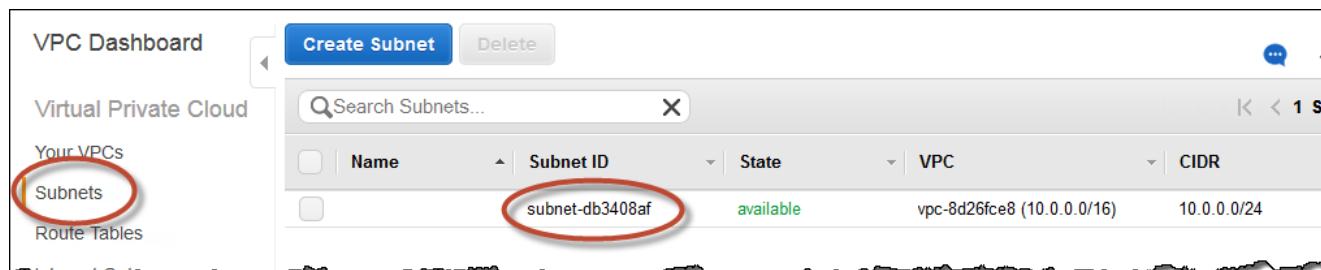 VPC Dashboard
Create Subnet
Delete
Virtual Private Cloud
Search Subnets...
1
Your VPCs
Name
Subnet ID
State
VPC
CIDR
Subnets
subnet-db3408af
available
vpc-8d26fce8 (10.0.0.0/16)
10.0.0.0/24
Route Tables